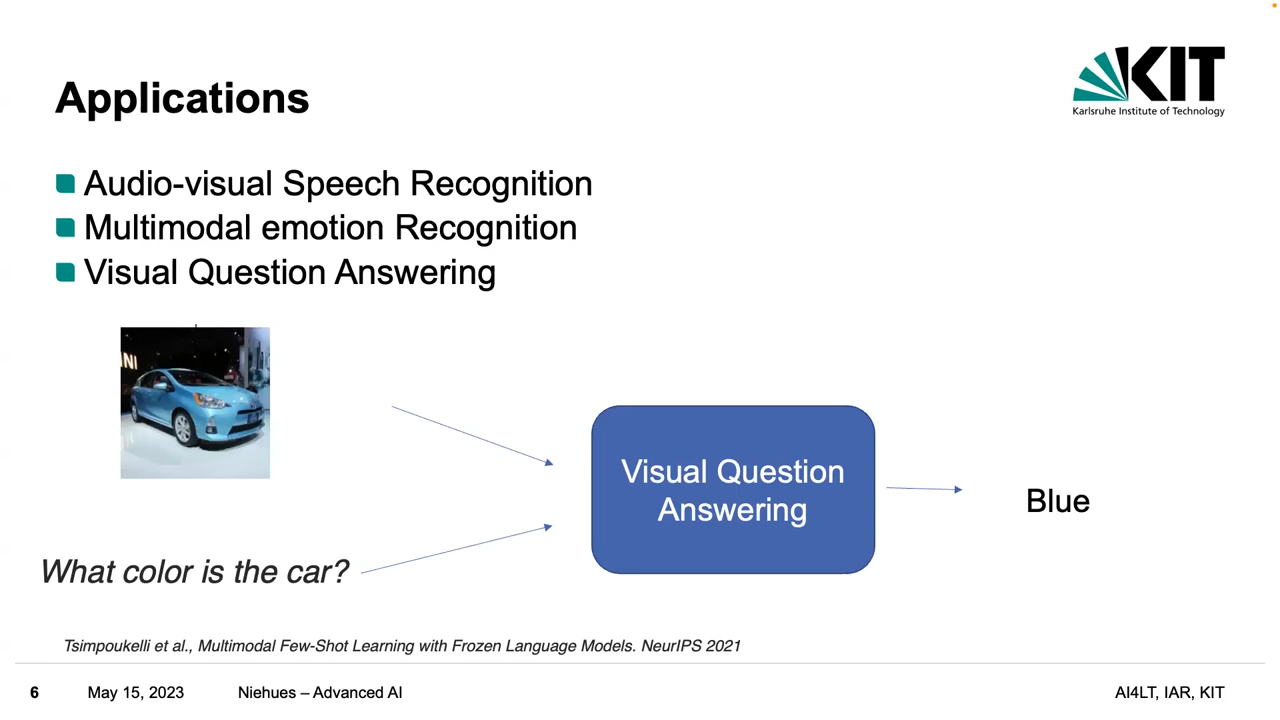 Applications
KIT
Karlsruhe Institute of Technology
Audio-visual Speech Recognition
Multimodal emotion Recognition
Visual Question Answering
INI
Visual Question
Answering
Blue
What color is the car?
Tsimpoukelli et al., Multimodal Few-Shot Learning with Frozen Language Models. NeurIPS 2021
6 May 15, 2023 Niehues – Advanced AI AI4LT, IAR, KIT